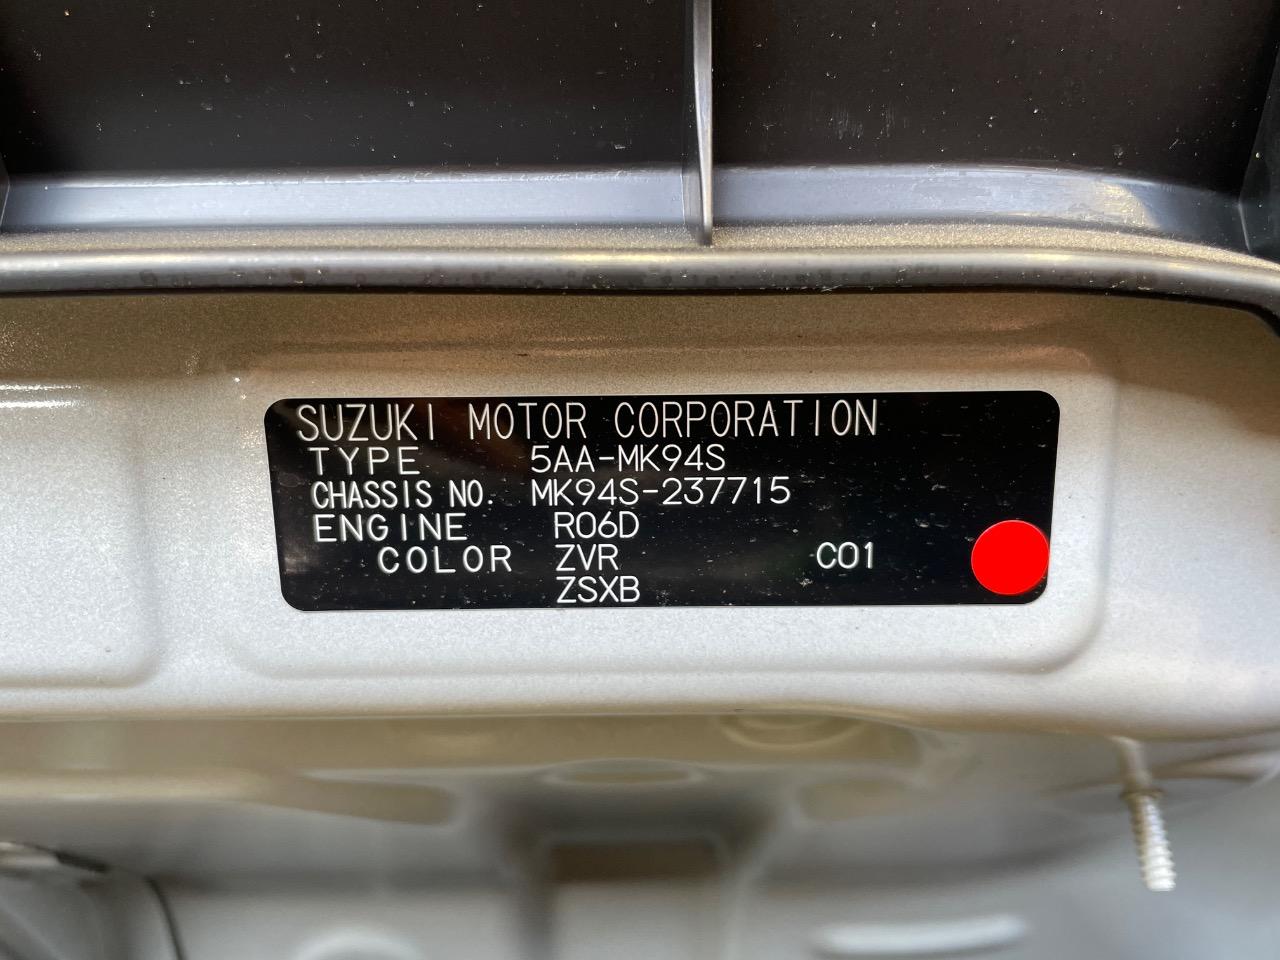 SUZUKI MOTOR CORPORATION
TYPE 5AA-MK94S
CHASSIS NO. MK94S-237715
ENGINE R06D
COLOR ZVR C01
ZSXB